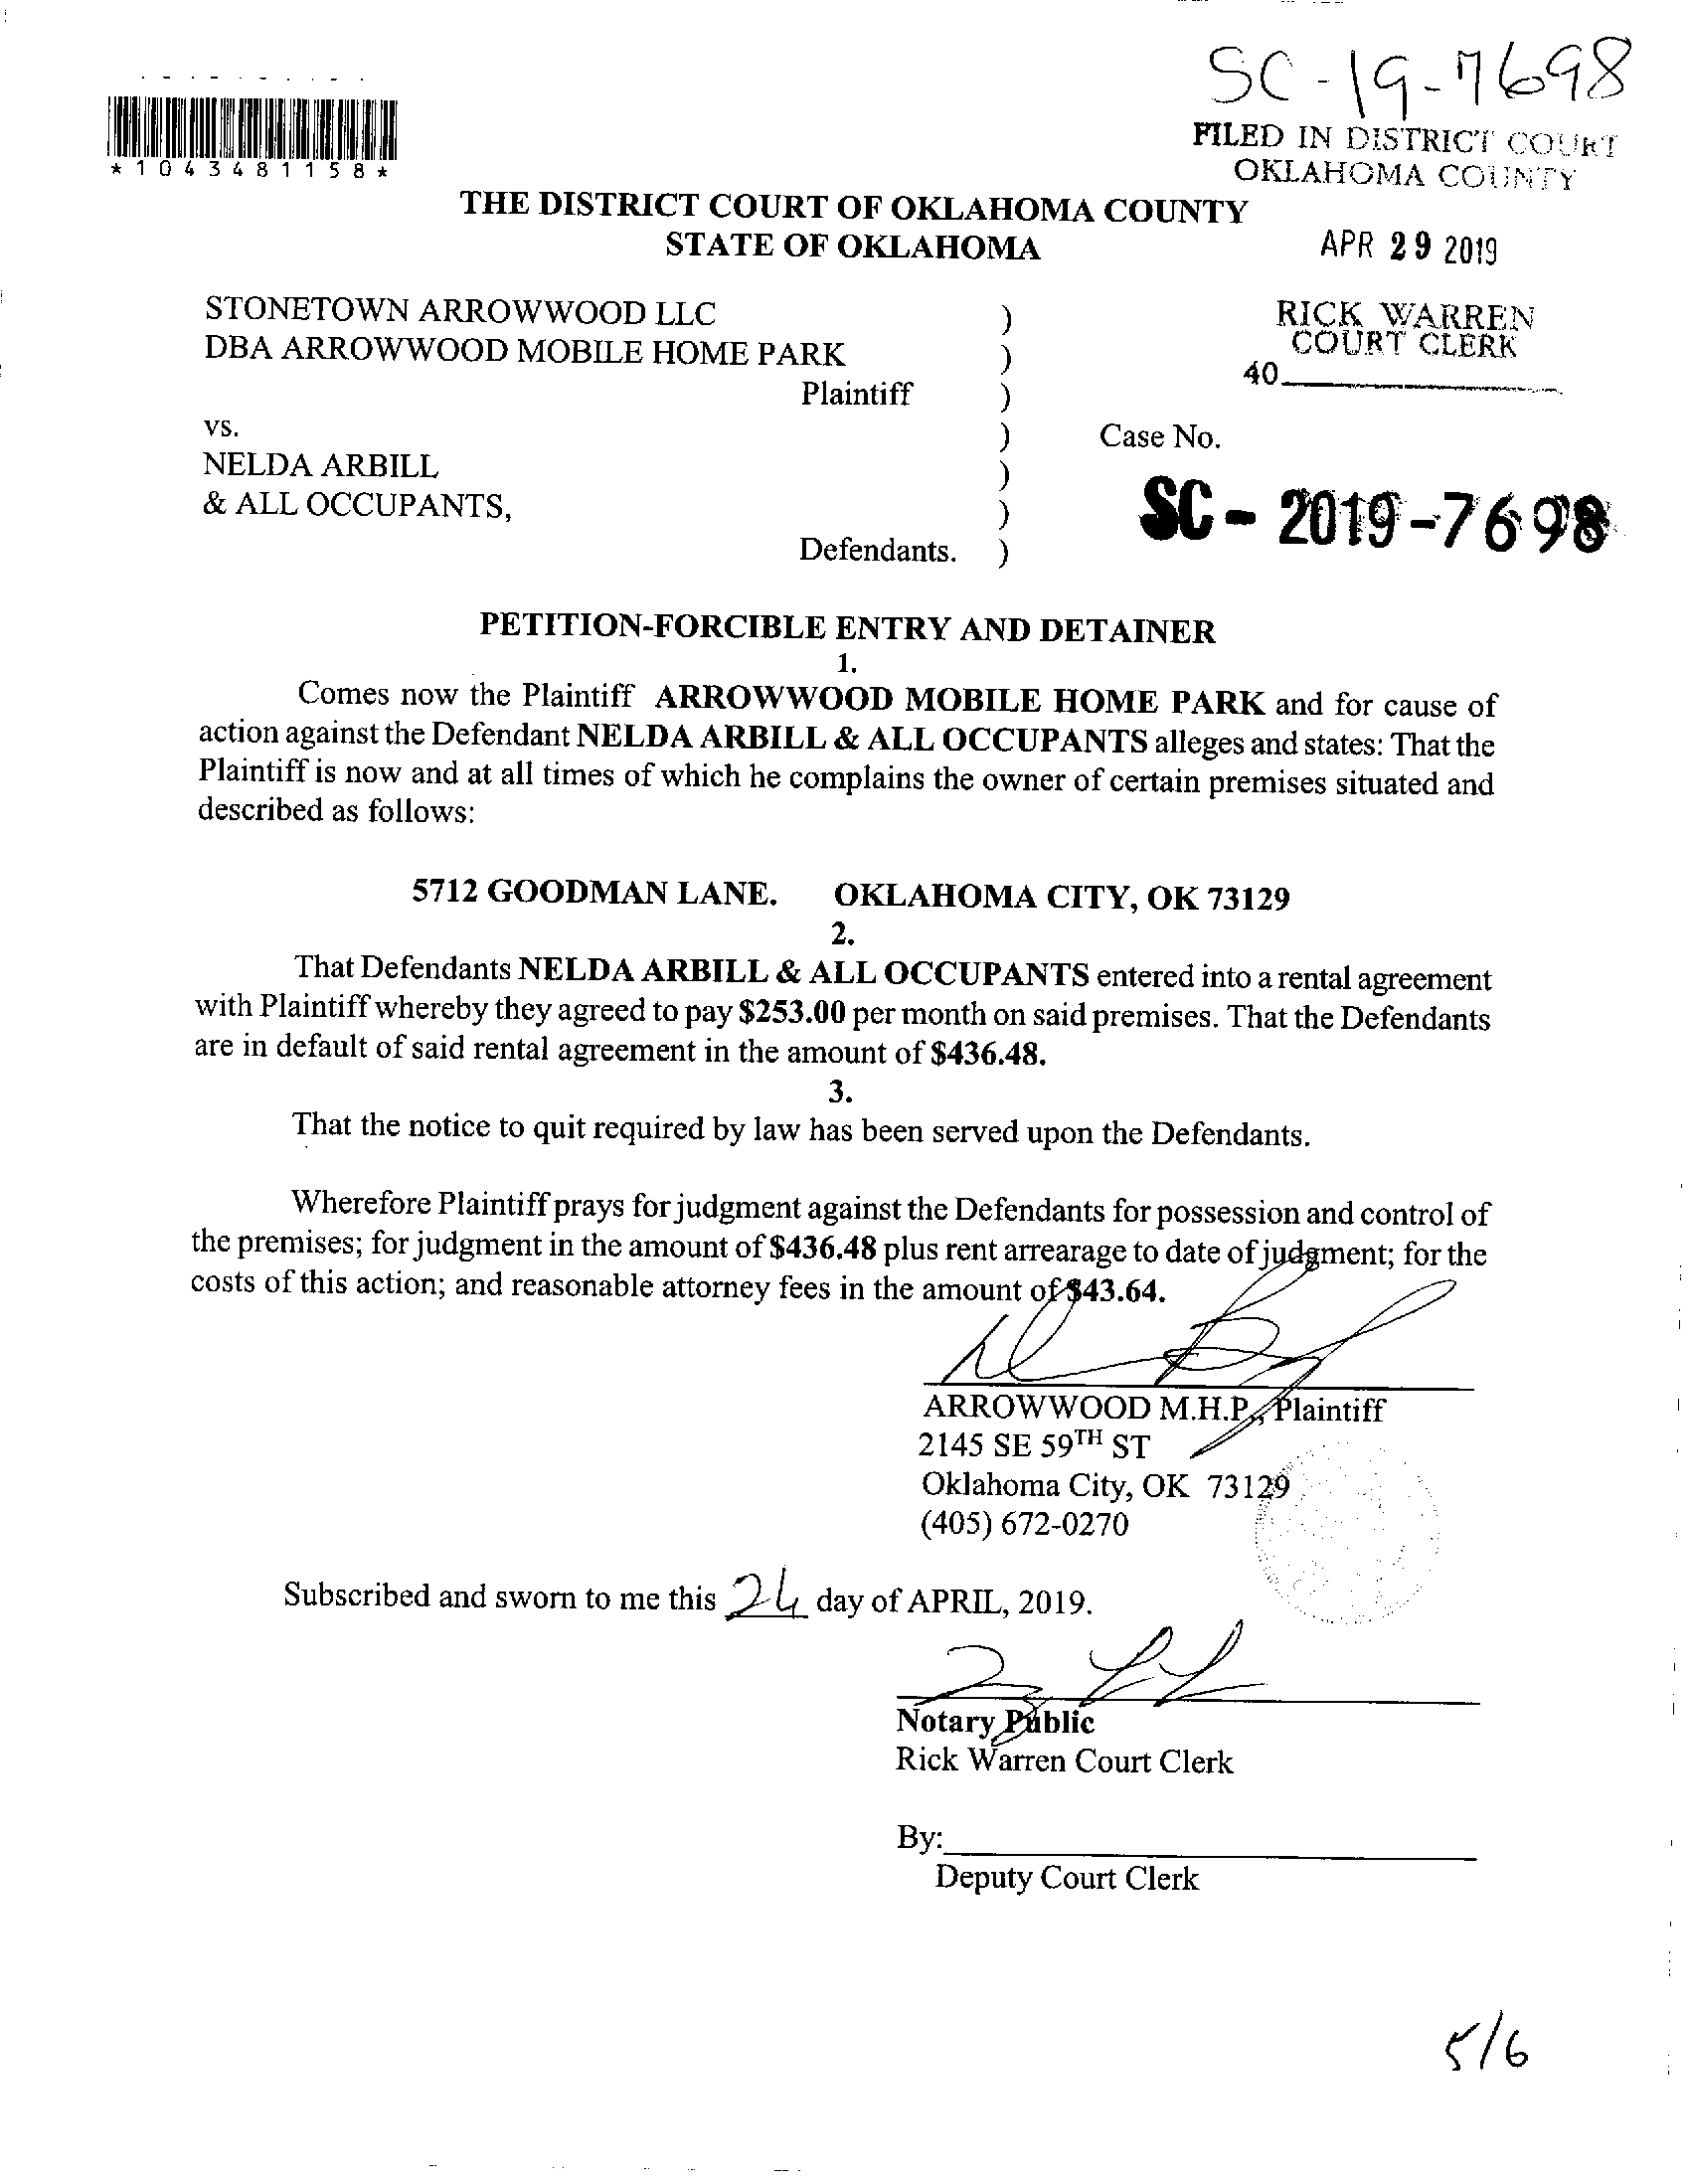 SC-19-7698
*1043481158*
FILED IN DISTRICT COURT
OKLAHOMA COUNTY
THE DISTRICT COURT OF OKLAHOMA COUNTY
STATE OF OKLAHOMA
APR 29 2019
STONETOWN ARROWWOOD LLC )
DBA ARROWWOOD MOBILE HOME PARK )
Plaintiff )
RICK WARREN
COURT CLERK
40
vs. )
NELDA ARBILL )
& ALL OCCUPANTS, )
Defendants. )
Case No.
SC-2019-7698
PETITION-FORCIBLE ENTRY AND DETAINER
1.
Comes now the Plaintiff ARROWWOOD MOBILE HOME PARK and for cause of
action against the Defendant NELDA ARBILL & ALL OCCUPANTS alleges and states: That the
Plaintiff is now and at all times of which he complains the owner of certain premises situated and
described as follows:
5712 GOODMAN LANE. OKLAHOMA CITY, OK 73129
2.
That Defendants NELDA ARBILL & ALL OCCUPANTS entered into a rental agreement
with Plaintiff whereby they agreed to pay $253.00 per month on said premises. That the Defendants
are in default of said rental agreement in the amount of $436.48.
3.
That the notice to quit required by law has been served upon the Defendants.
Wherefore Plaintiff prays for judgment against the Defendants for possession and control of
the premises; for judgment in the amount of $436.48 plus rent arrearage to date of judgment; for the
costs of this action; and reasonable attorney fees in the amount of $43.64.
ARROWWOOD M.H.P., Plaintiff
2145 SE 59TH ST
Oklahoma City, OK 73129
(405) 672-0270
Subscribed and sworn to me this 24 day of APRIL, 2019.
Notary Public
Rick Warren Court Clerk
By:
Deputy Court Clerk
5/6